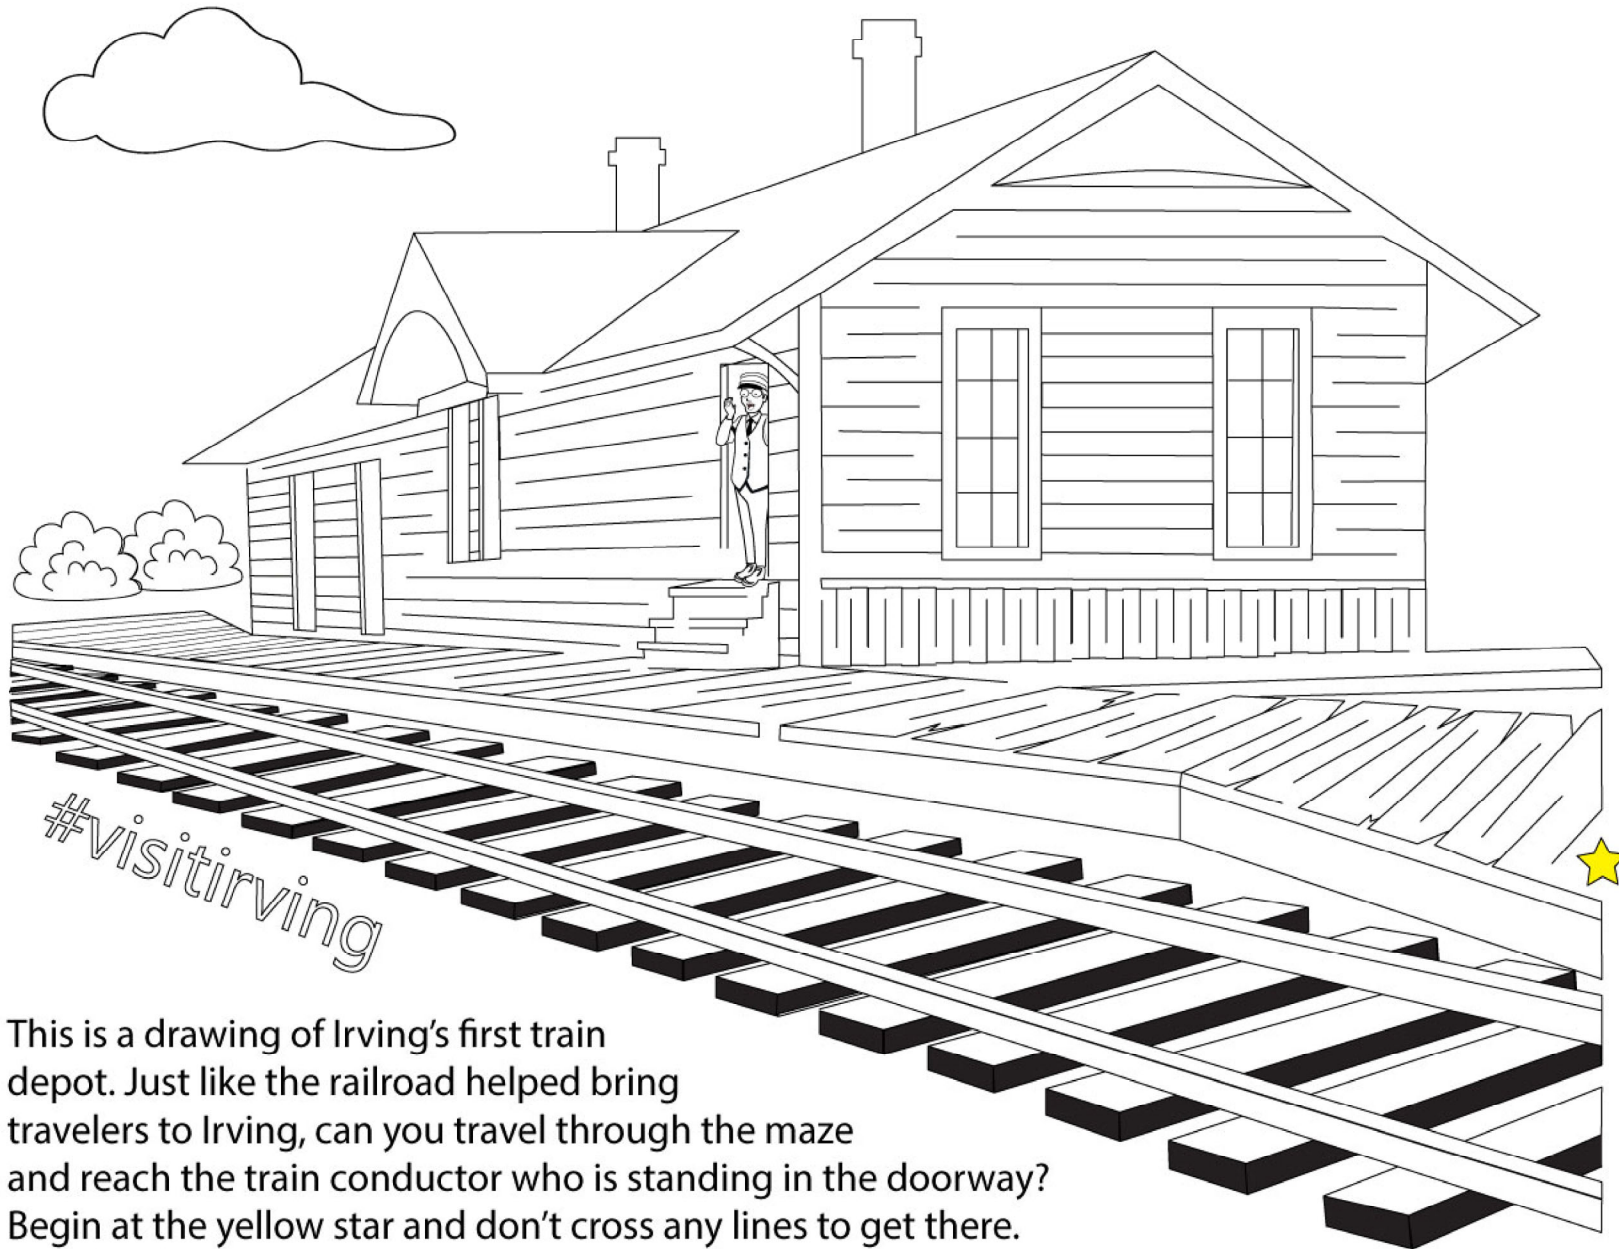 #visitirving
This is a drawing of Irving’s first train
depot. Just like the railroad helped bring
travelers to Irving, can you travel through the maze
and reach the train conductor who is standing in the doorway?
Begin at the yellow star and don’t cross any lines to get there.